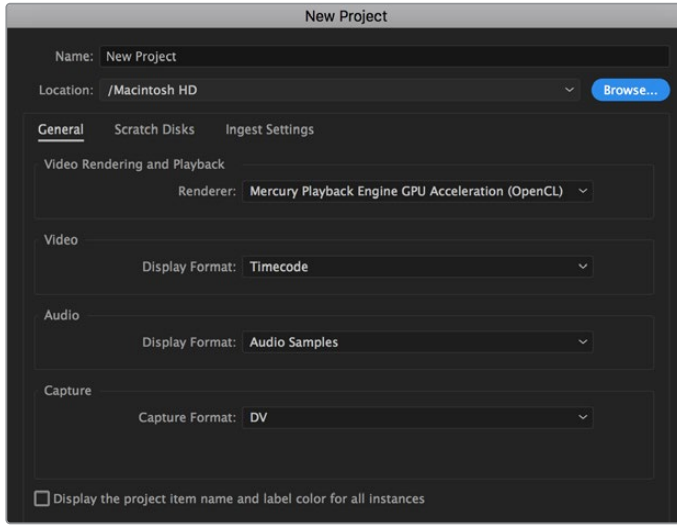 New Project
Name: New Project
Location: /Macintosh HD Browse...
General Scratch Disks Ingest Settings
Video Rendering and Playback
Renderer: Mercury Playback Engine GPU Acceleration (OpenCL)
Video
Display Format: Timecode
Audio
Display Format: Audio Samples
Capture
Capture Format: DV
Display the project item name and label color for all instances